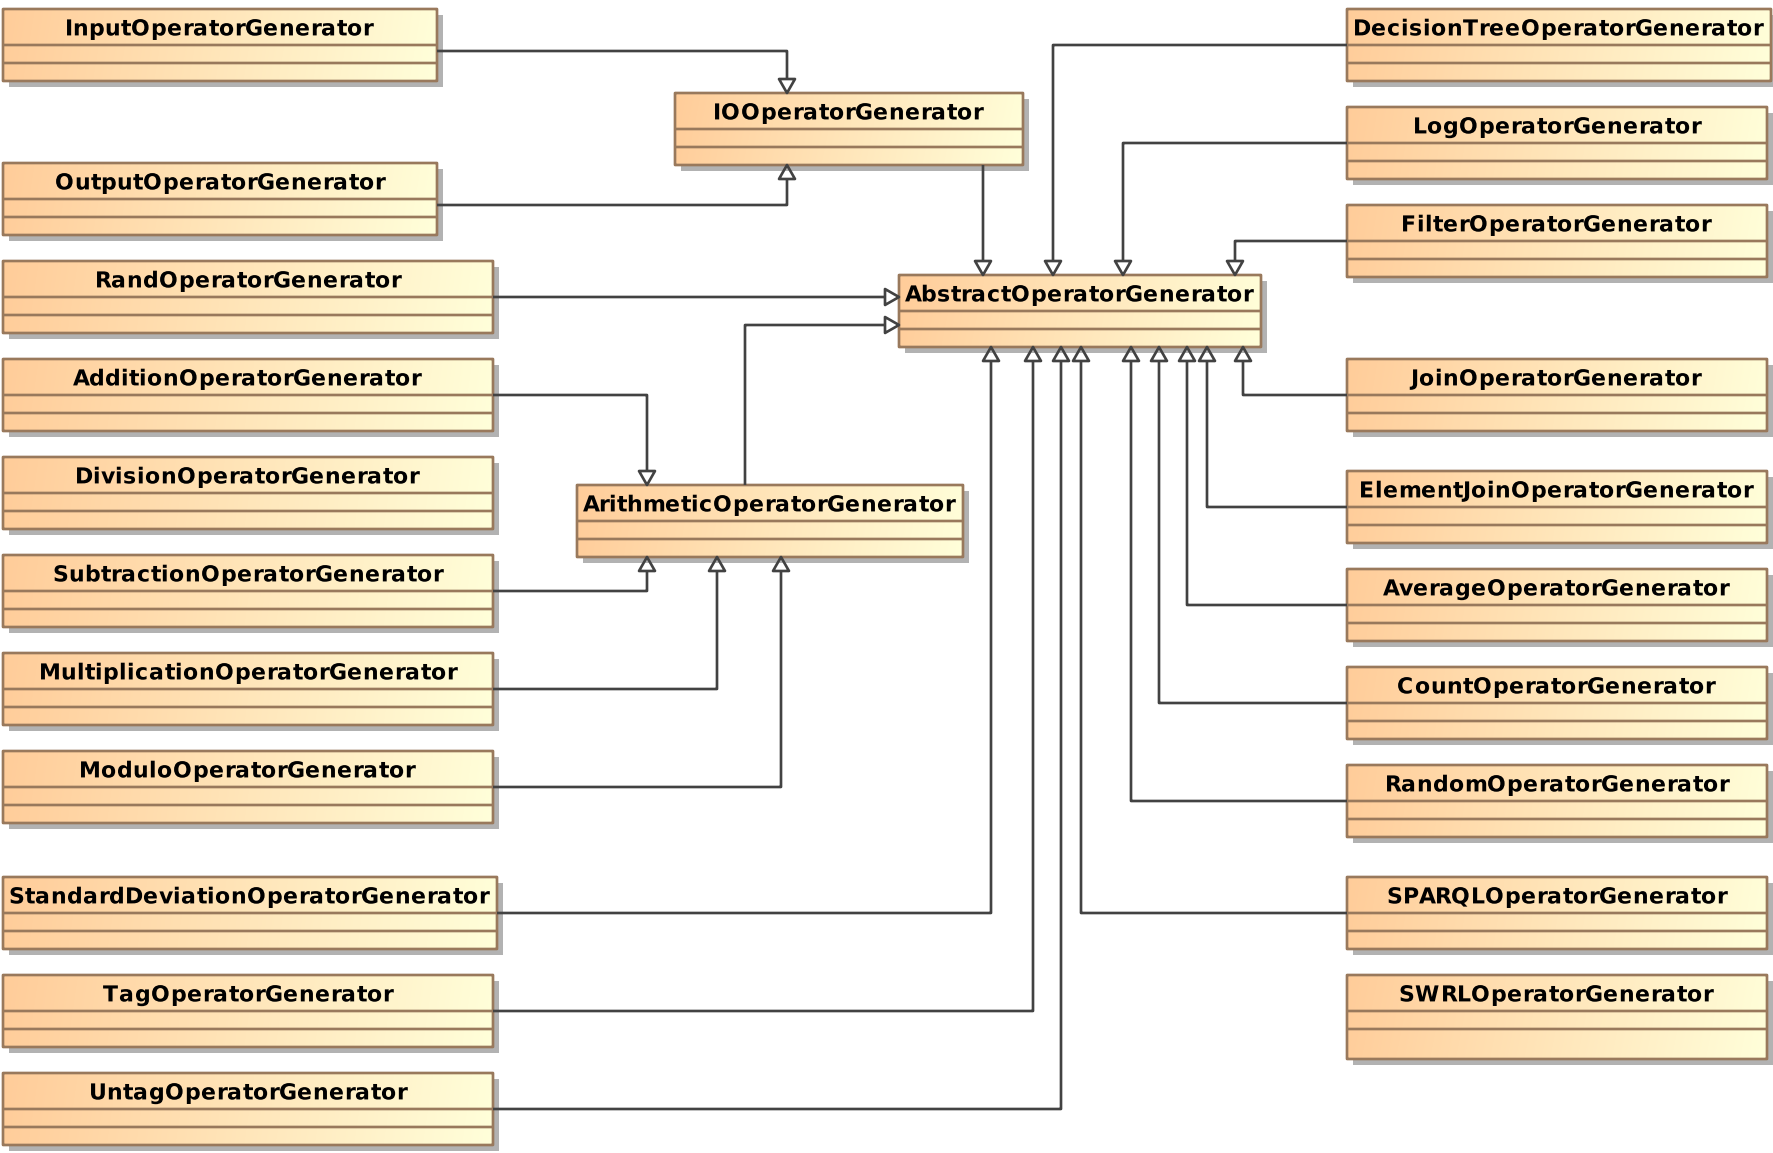 InputOperatorGenerator
OutputOperatorGenerator
RandOperatorGenerator
AdditionOperatorGenerator
DivisionOperatorGenerator
SubtractionOperatorGenerator
MultiplicationOperatorGenerator
ModuloOperatorGenerator
StandardDeviationOperatorGenerator
TagOperatorGenerator
UntagOperatorGenerator
IOOperatorGenerator
AbstractOperatorGenerator
ArithmeticOperatorGenerator
DecisionTreeOperatorGenerator
LogOperatorGenerator
FilterOperatorGenerator
JoinOperatorGenerator
ElementJoinOperatorGenerator
AverageOperatorGenerator
CountOperatorGenerator
RandomOperatorGenerator
SPARQLOperatorGenerator
SWRLOperatorGenerator